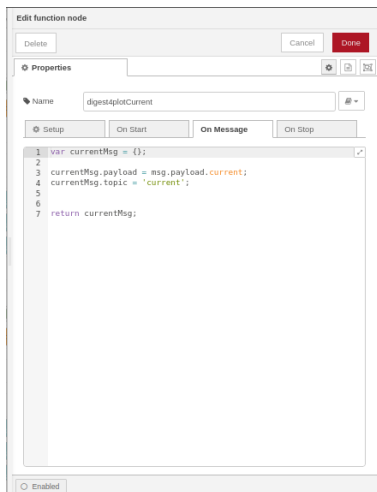 Edit function node
Delete
Cancel
Done
Properties
Name
digest4plotCurrent
Setup
On Start
On Message
On Stop
1 var currentMsg = {};
2
3 currentMsg.payload = msg.payload.current;
4 currentMsg.topic = 'current';
5
6
7 return currentMsg;
Enabled